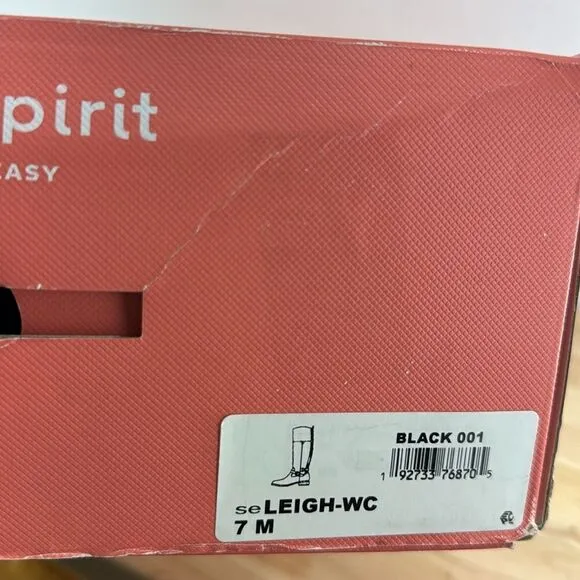 pirit
EASY
BLACK 001
1 92733 76870 5
seLEIGH-WC
7 M